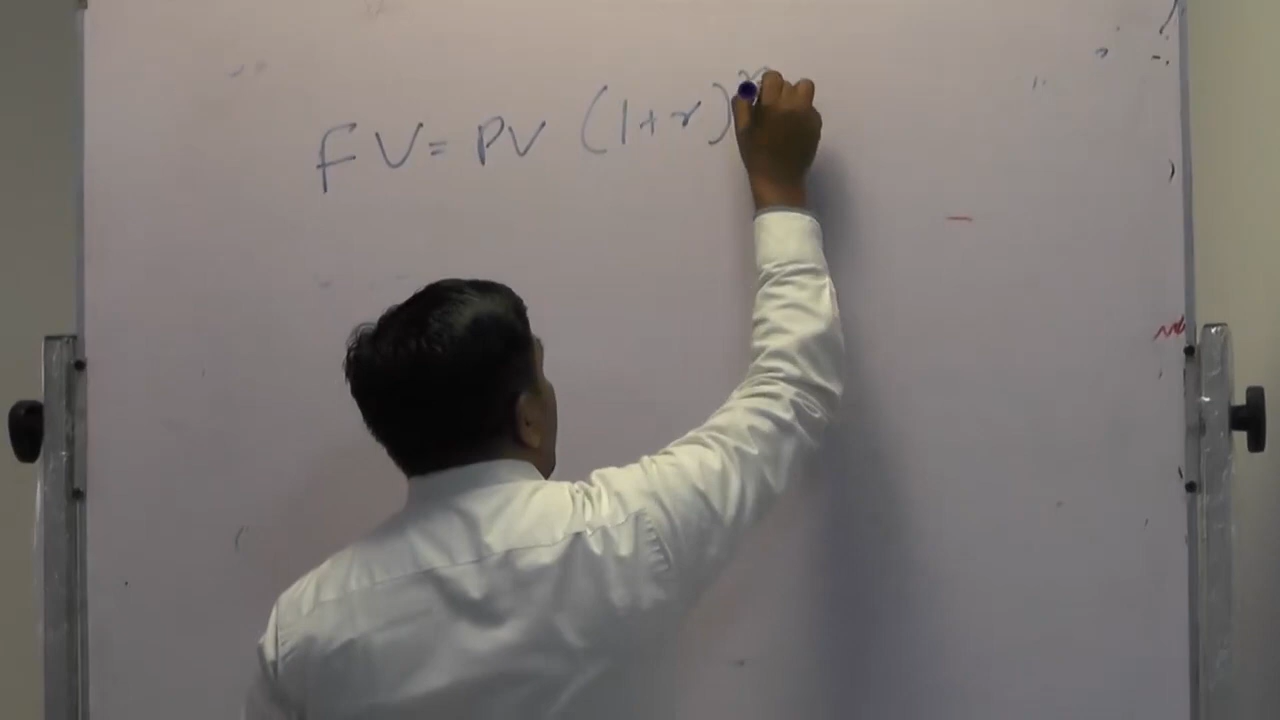 FV = PV (1+r)